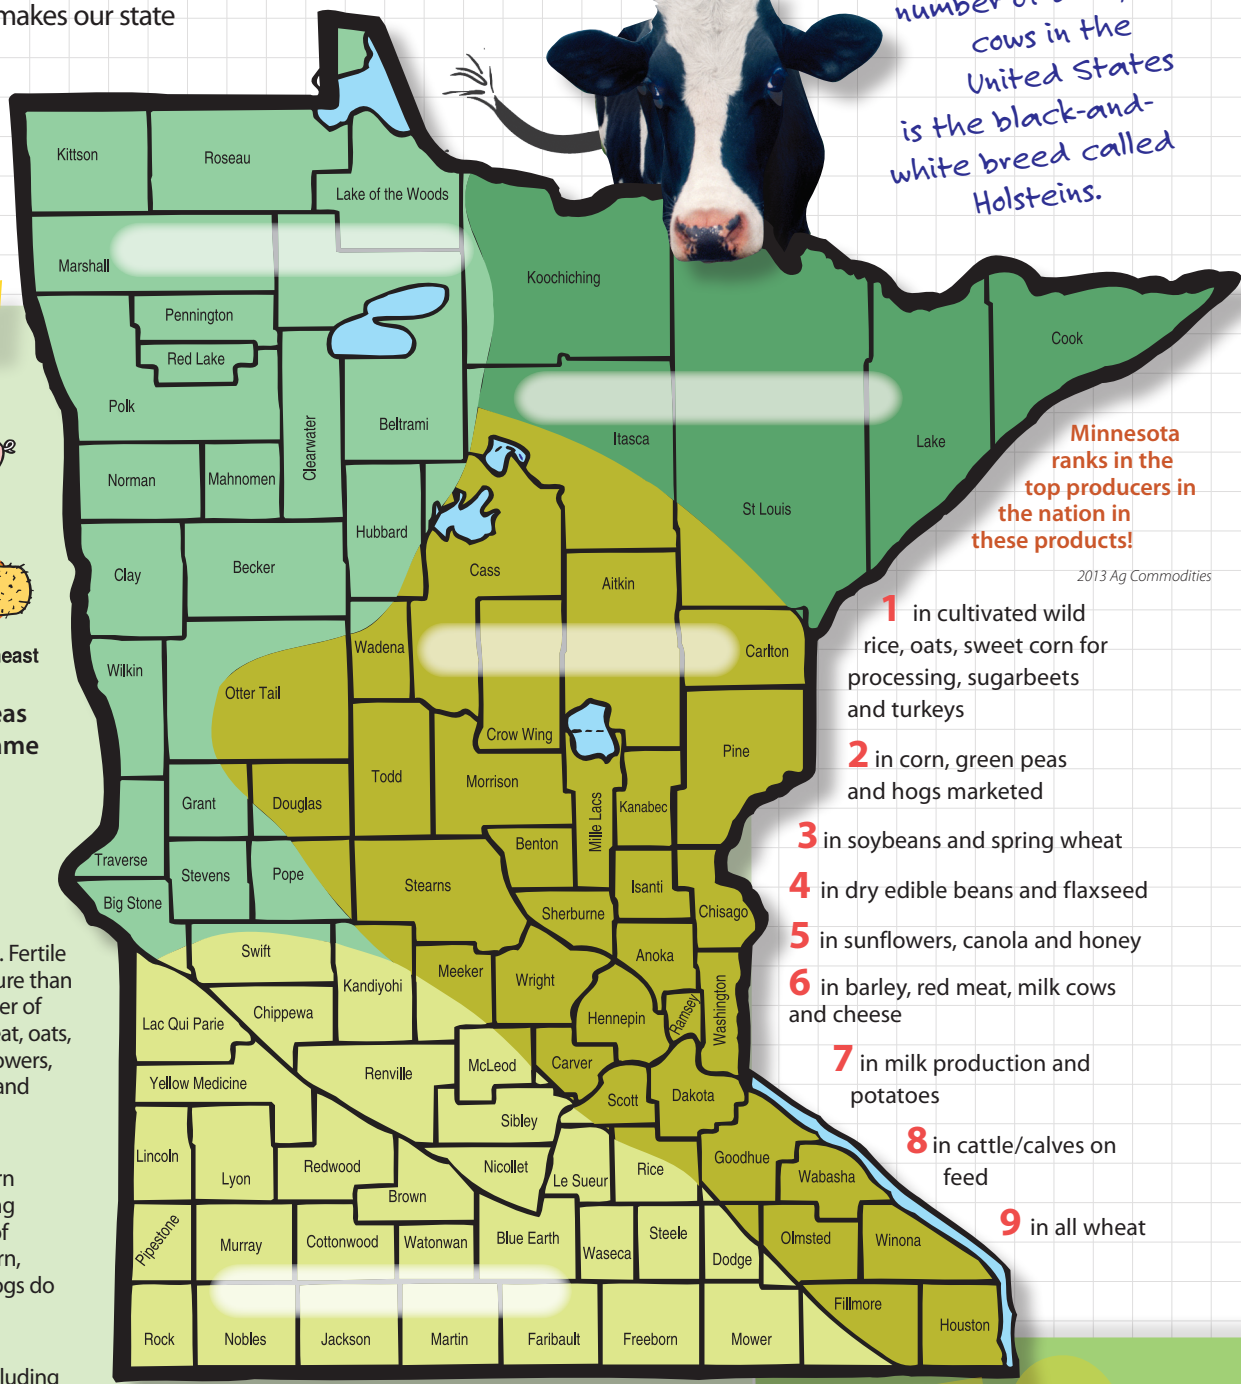 makes our state
cows in the
United States
is the black-and-
white breed called
Holsteins.
Kittson
Roseau
Lake of the Woods
Marshall
Koochiching
Pennington
Red Lake
Cook
Polk
Clearwater
Beltrami
Itasca
Lake
Norman
Mahnomen
Hubbard
St Louis
Clay
Becker
Cass
Aitkin
Wadena
Carlton
Wilkin
Otter Tail
Crow Wing
Pine
Todd
Morrison
Grant
Douglas
Mille Lacs
Kanabec
Benton
Traverse
Stevens
Pope
Stearns
Isanti
Big Stone
Sherburne
Chisago
Swift
Anoka
Meeker
Wright
Kandiyohi
Washington
Chippewa
Lac Qui Parie
Hennepin
Ramsey
McLeod
Carver
Renville
Yellow Medicine
Scott
Dakota
Sibley
Lincoln
Lyon
Redwood
Nicollet
Le Sueur
Rice
Goodhue
Wabasha
Brown
Pipestone
Murray
Cottonwood
Watonwan
Blue Earth
Waseca
Steele
Dodge
Olmsted
Winona
Rock
Nobles
Jackson
Martin
Faribault
Freeborn
Mower
Fillmore
Houston
Minnesota
ranks in the
top producers in
the nation in
these products!
2013 Ag Commodities
1 in cultivated wild
rice, oats, sweet corn for
processing, sugarbeets
and turkeys
2 in corn, green peas
and hogs marketed
3 in soybeans and spring wheat
4 in dry edible beans and flaxseed
5 in sunflowers, canola and honey
6 in barley, red meat, milk cows
and cheese
7 in milk production and
potatoes
8 in cattle/calves on
feed
9 in all wheat
Fertile
than
of
oats,
and
of
do